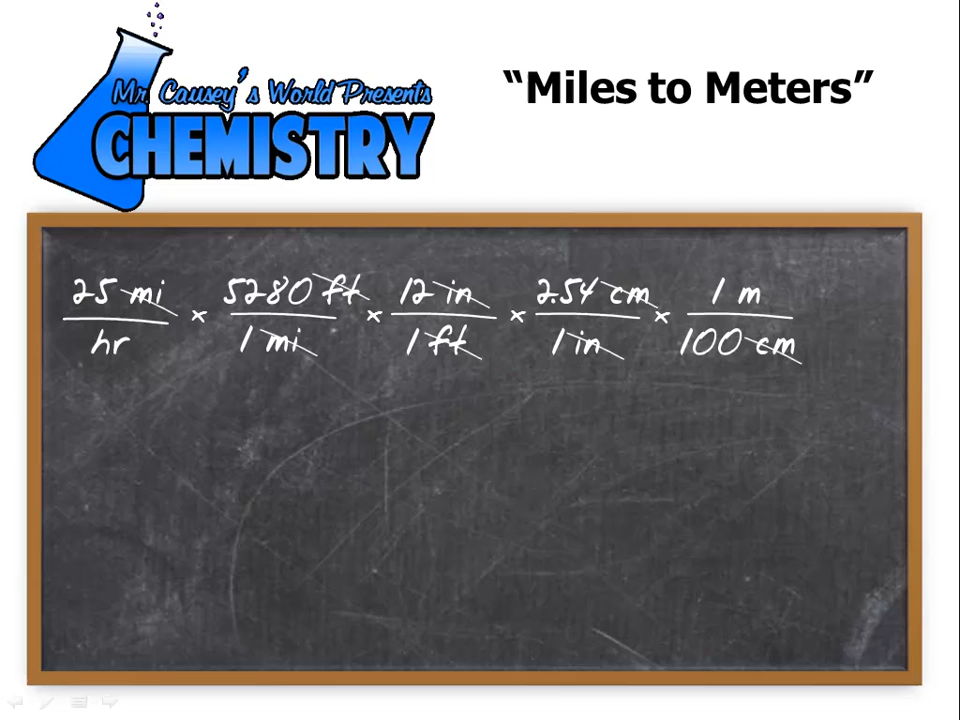 Mr. Causey's World Presents
CHEMISTRY
“Miles to Meters”
25 mi × 5280 ft × 12 in × 2.54 cm × 1 m
hr 1 mi 1 ft 1 in 100 cm